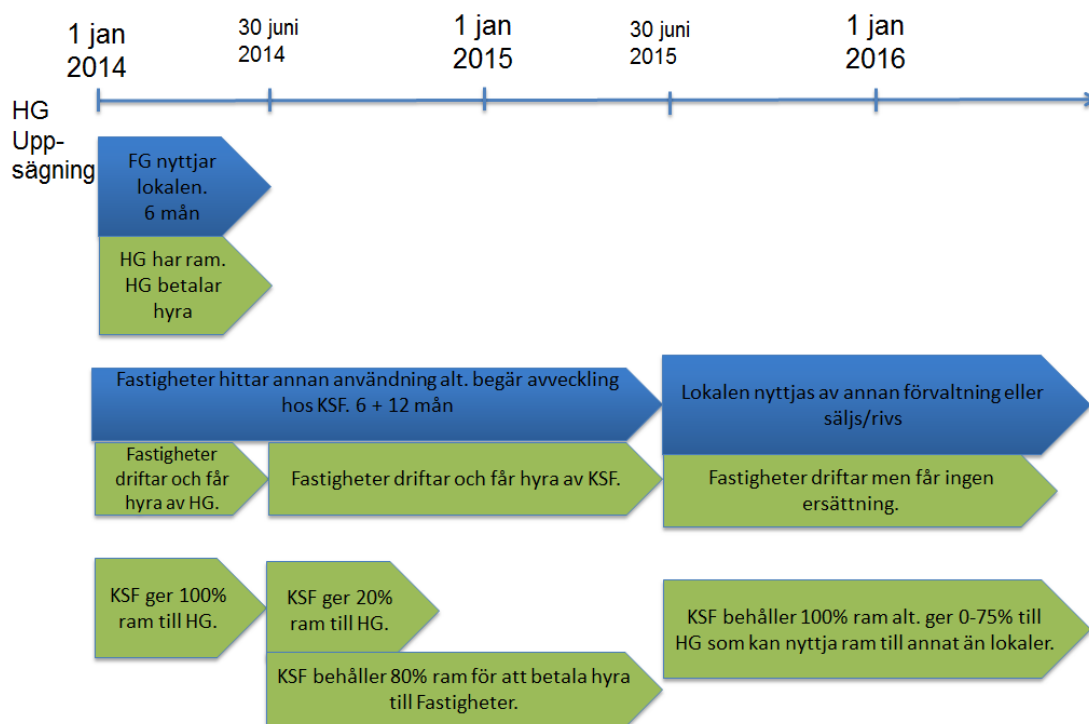 1 jan
2014
30 juni
2014
1 jan
2015
30 juni
2015
1 jan
2016
HG
Upp-
sägning
FG nyttjar
lokalen.
6 mån
HG har ram.
HG betalar
hyra
Fastigheter hittar annan användning alt. begär avveckling
hos KSF. 6 + 12 mån
Lokalen nyttjas av annan förvaltning eller
säljs/rivs
Fastigheter
driftar och får
hyra av HG.
Fastigheter driftar och får hyra av KSF.
Fastigheter driftar men får ingen
ersättning.
KSF ger 100%
ram till HG.
KSF ger 20%
ram till HG.
KSF behåller 100% ram alt. ger 0-75% till
HG som kan nyttja ram till annat än lokaler.
KSF behåller 80% ram för att betala hyra
till Fastigheter.